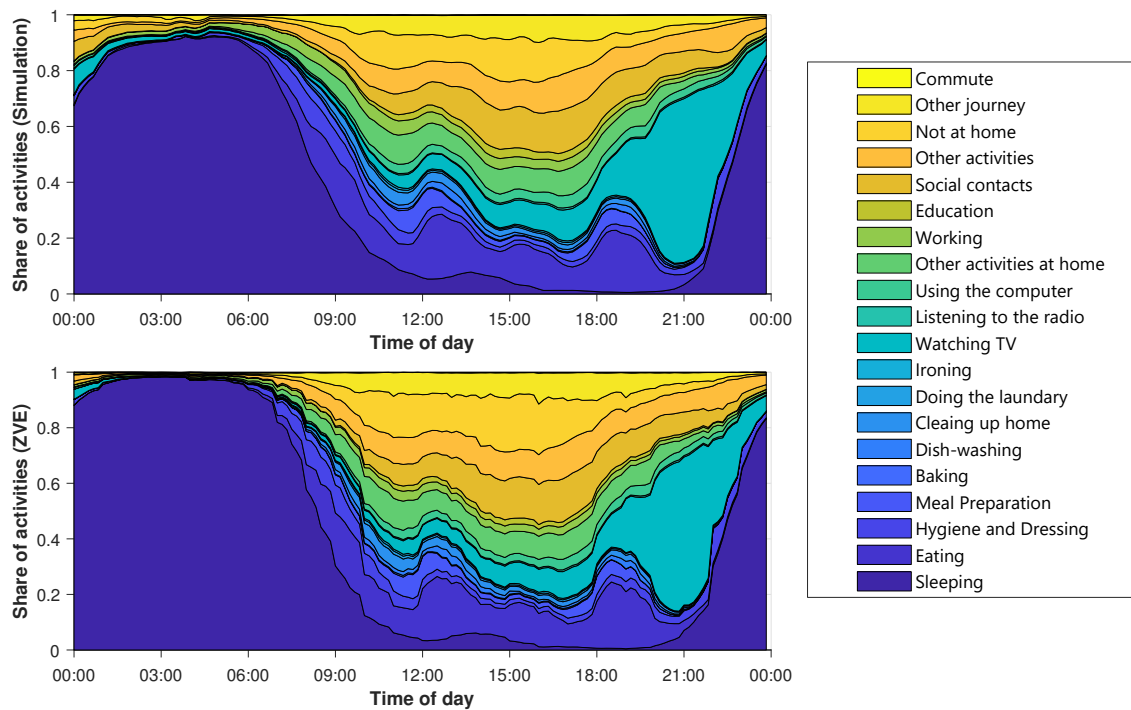 1
0.8
0.6
0.4
0.2
0
Share of activities (Simulation)
00:00 03:00 06:00 09:00 12:00 15:00 18:00 21:00 00:00
Time of day
1
0.8
0.6
0.4
0.2
0
Share of activities (ZVE)
00:00 03:00 06:00 09:00 12:00 15:00 18:00 21:00 00:00
Time of day
Commute
Other journey
Not at home
Other activities
Social contacts
Education
Working
Other activities at home
Using the computer
Listening to the radio
Watching TV
Ironing
Doing the laundary
Cleaing up home
Dish-washing
Baking
Meal Preparation
Hygiene and Dressing
Eating
Sleeping